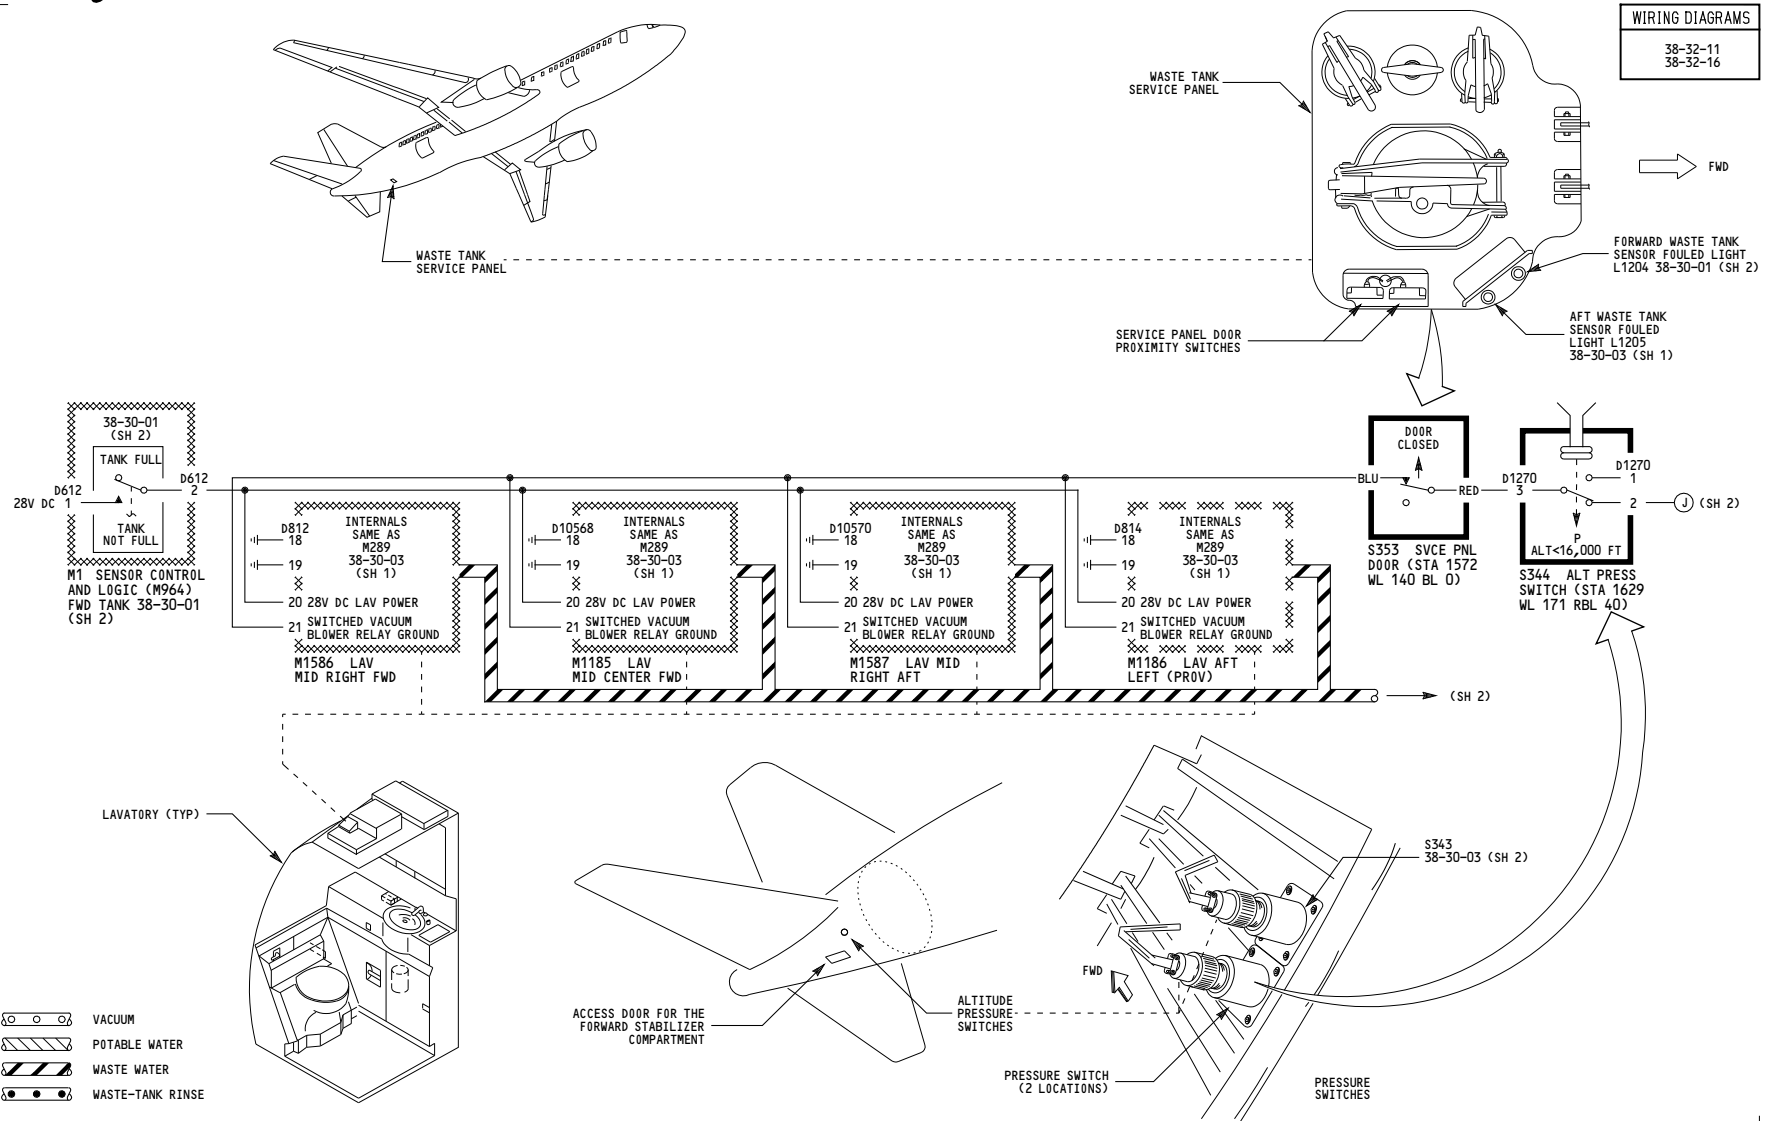 WIRING DIAGRAMS
38-32-11
38-32-16
WASTE TANK
SERVICE PANEL
FWD
WASTE TANK
SERVICE PANEL
FORWARD WASTE TANK
SENSOR FOULED LIGHT
L1204 38-30-01 (SH 2)
SERVICE PANEL DOOR
PROXIMITY SWITCHES
AFT WASTE TANK
SENSOR FOULED
LIGHT L1205
38-30-03 (SH 1)
38-30-01
(SH 2)
TANK FULL
D612
2
D612
28V DC 1
TANK
NOT FULL
M1 SENSOR CONTROL
AND LOGIC (M964)
FWD TANK 38-30-01
(SH 2)
D812
18
19
INTERNALS
SAME AS
M289
38-30-03
(SH 1)
20 28V DC LAV POWER
21 SWITCHED VACUUM
BLOWER RELAY GROUND
M1586 LAV
MID RIGHT FWD
D10568
18
19
INTERNALS
SAME AS
M289
38-30-03
(SH 1)
20 28V DC LAV POWER
21 SWITCHED VACUUM
BLOWER RELAY GROUND
M1185 LAV
MID CENTER FWD
D10570
18
19
INTERNALS
SAME AS
M289
38-30-03
(SH 1)
20 28V DC LAV POWER
21 SWITCHED VACUUM
BLOWER RELAY GROUND
M1587 LAV MID
RIGHT AFT
D814
18
19
INTERNALS
SAME AS
M289
38-30-03
(SH 1)
20 28V DC LAV POWER
21 SWITCHED VACUUM
BLOWER RELAY GROUND
M1186 LAV AFT
LEFT (PROV)
DOOR
CLOSED
BLU
RED
S353 SVCE PNL
DOOR (STA 1572
WL 140 BL 0)
D1270
3
D1270
1
2
J (SH 2)
P
ALT<16,000 FT
S344 ALT PRESS
SWITCH (STA 1629
WL 171 RBL 40)
(SH 2)
LAVATORY (TYP)
S343
38-30-03 (SH 2)
FWD
ACCESS DOOR FOR THE
FORWARD STABILIZER
COMPARTMENT
ALTITUDE
PRESSURE
SWITCHES
PRESSURE SWITCH
(2 LOCATIONS)
PRESSURE
SWITCHES
VACUUM
POTABLE WATER
WASTE WATER
WASTE-TANK RINSE